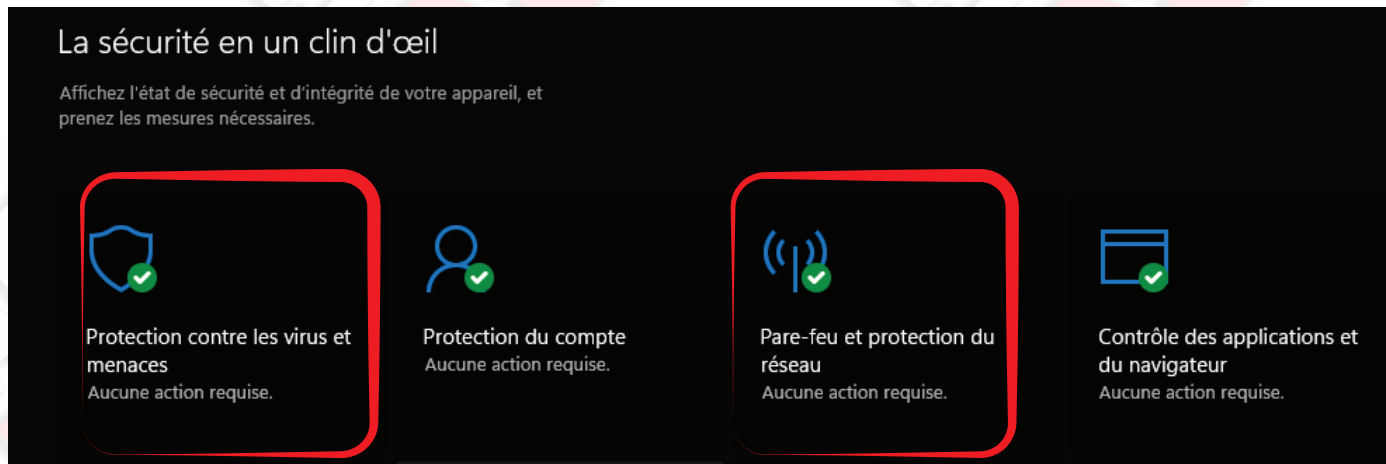 La sécurité en un clin d'œil
Affichez l'état de sécurité et d'intégrité de votre appareil, et
prenez les mesures nécessaires.
Protection contre les virus et
menaces
Aucune action requise.
Protection du compte
Aucune action requise.
Pare-feu et protection du
réseau
Aucune action requise.
Contrôle des applications et
du navigateur
Aucune action requise.